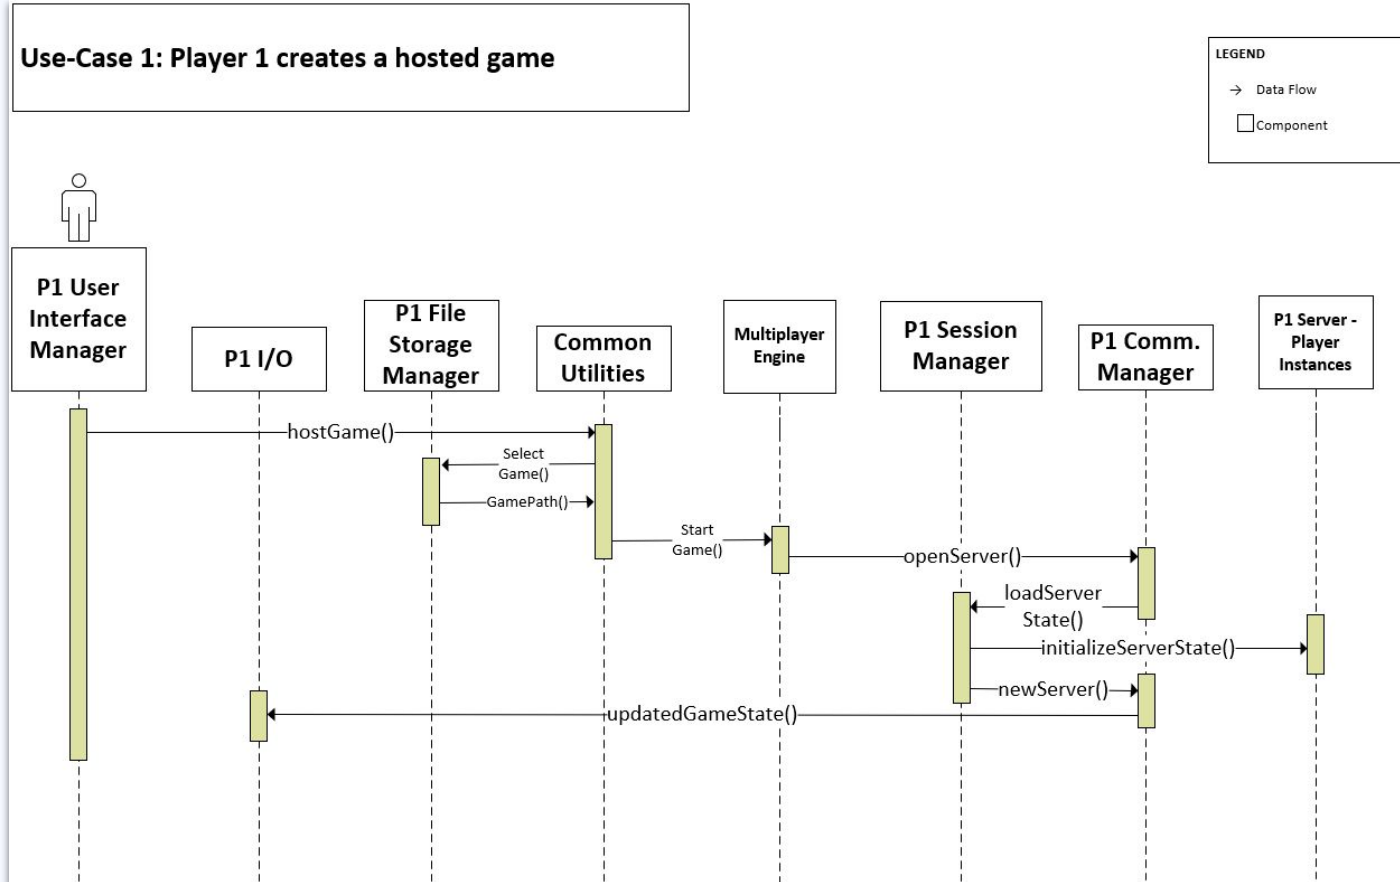 Use-Case 1: Player 1 creates a hosted game
LEGEND
Data Flow
Component
P1 User
Interface
Manager
P1 I/O
P1 File
Storage
Manager
Common
Utilities
Multiplayer
Engine
P1 Session
Manager
P1 Comm.
Manager
P1 Server -
Player
Instances
hostGame()
Select
Game()
GamePath()
Start
Game()
openServer()
loadServer
State()
initializeServerState()
newServer()
updatedGameState()